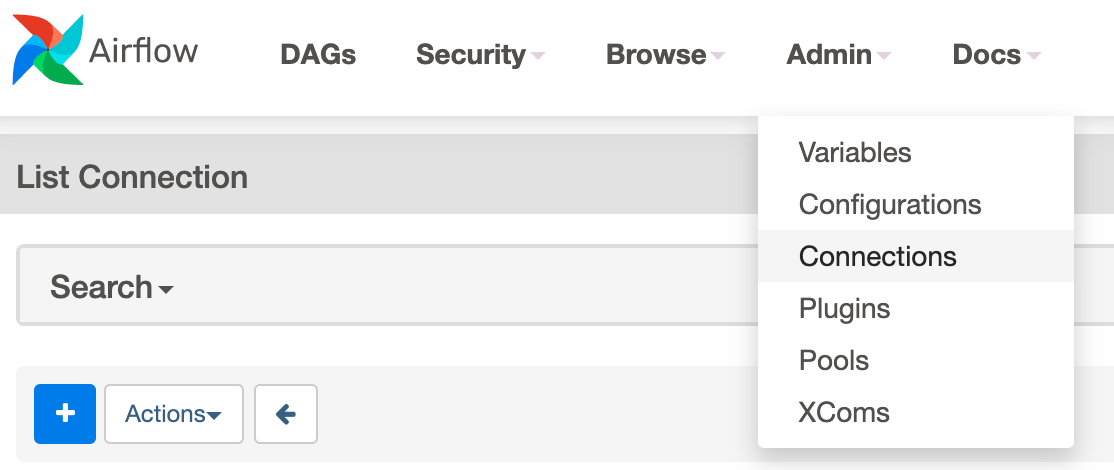 Airflow DAGs Security Browse Admin Docs
List Connection
Variables
Configurations
Connections
Plugins
Pools
XComs
Search
Actions